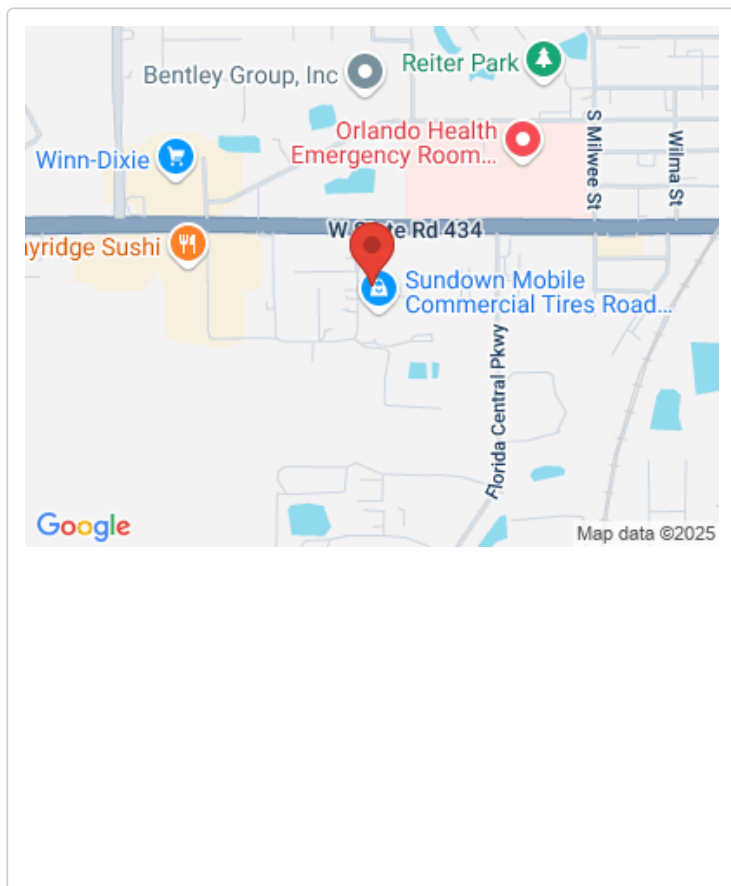 Bentley Group, Inc
Reiter Park
Orlando Health
Emergency Room...
Winn-Dixie
S Milwee St
Wilma St
W State Rd 434
yridge Sushi
Sundown Mobile
Commercial Tires Road...
Florida Central Pkwy
Google
Map data ©2025